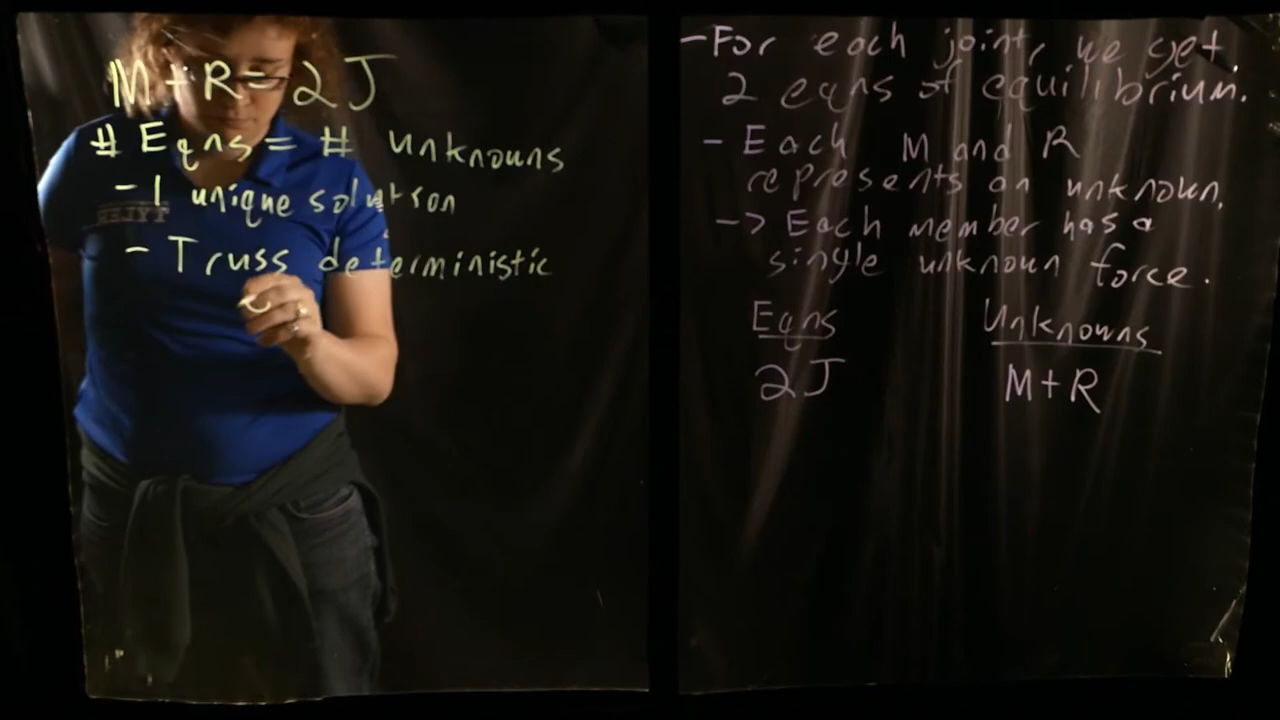 M+R=2J
# Eqns = # unknowns
- 1 unique solution
- Truss deterministic
- For each joint, we get
2 eqns of equilibrium.
- Each M and R
represents an unknown.
-> Each member has a
single unknown force.
Eqns Unknowns
2J M+R